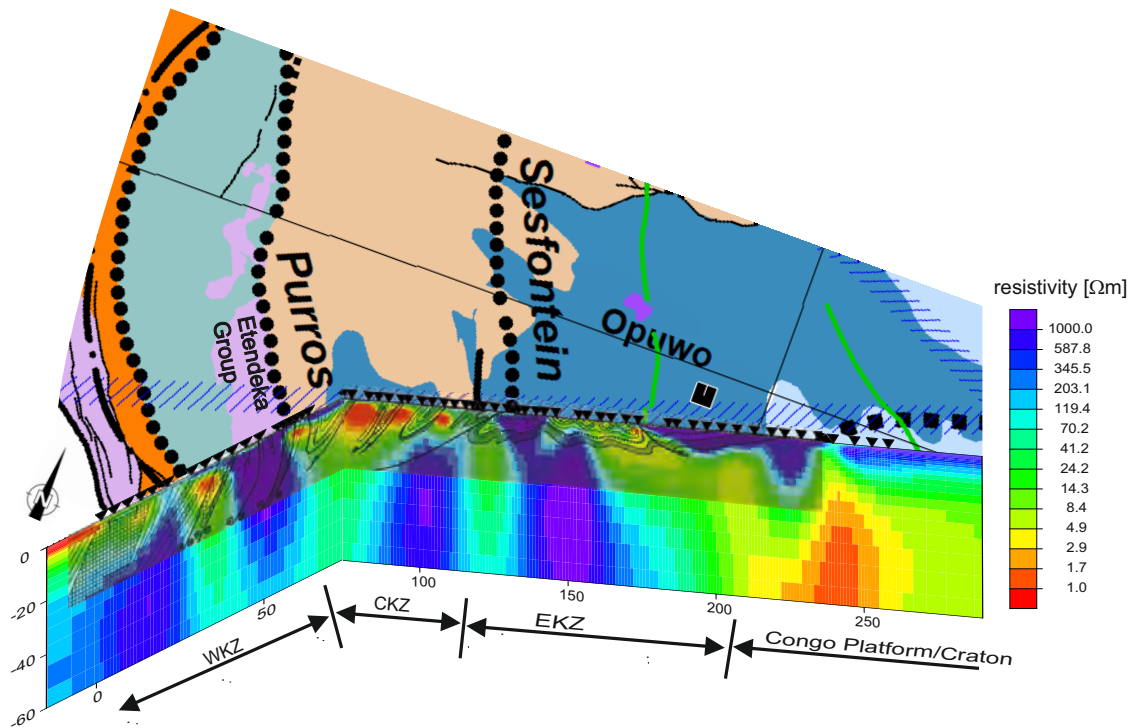 Sesfontein
Purros
Etendeka
Group
Opuwo
N
resistivity [Ωm]
1000.0
587.8
345.5
203.1
119.4
70.2
41.2
24.2
14.3
8.4
4.9
2.9
1.7
1.0
0
-20
-40
-60
0
50
100
150
200
250
WKZ
CKZ
EKZ
Congo Platform/Craton